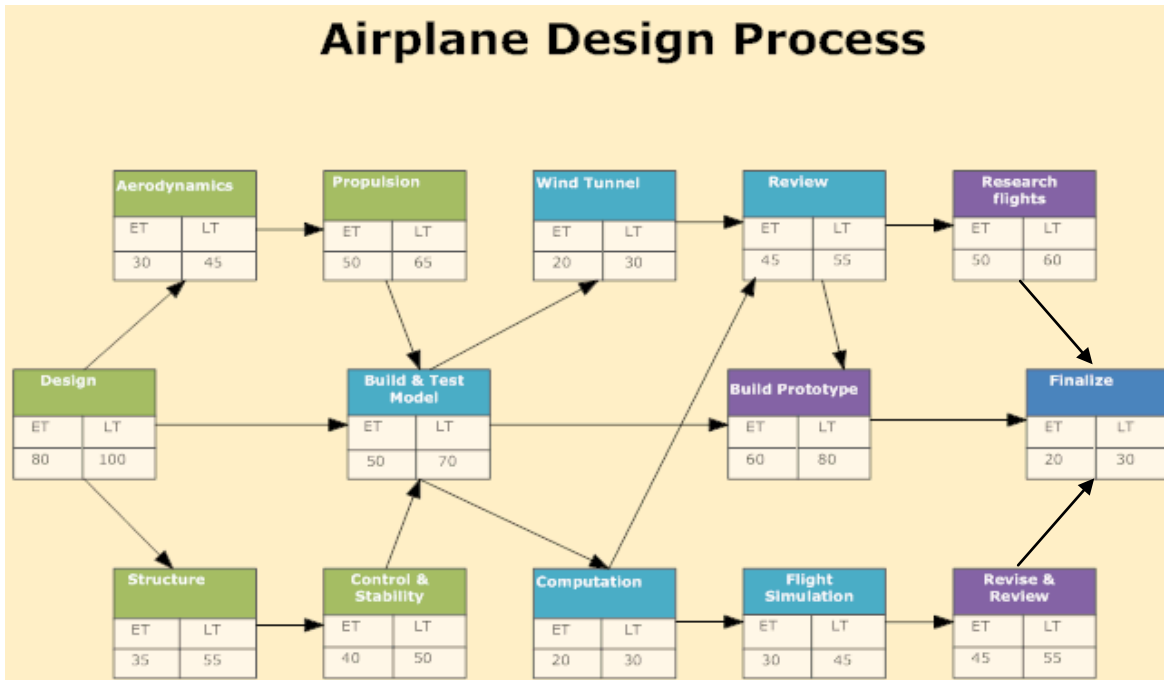 Airplane Design Process
Aerodynamics
ET LT
30 45
Propulsion
ET LT
50 65
Wind Tunnel
ET LT
20 30
Review
ET LT
45 55
Research
flights
ET LT
50 60
Design
ET LT
80 100
Build & Test
Model
ET LT
50 70
Build Prototype
ET LT
60 80
Finalize
ET LT
20 30
Structure
ET LT
35 55
Control &
Stability
ET LT
40 50
Computation
ET LT
20 30
Flight
Simulation
ET LT
30 45
Revise &
Review
ET LT
45 55